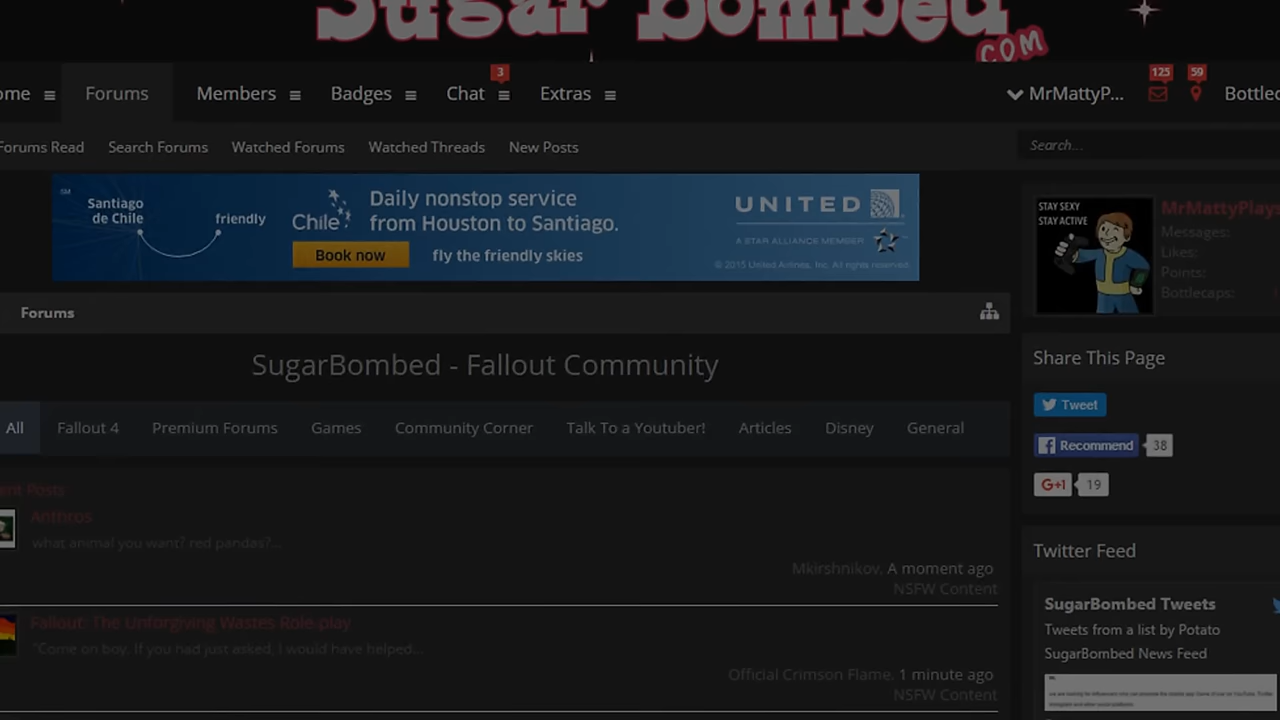 Sugar Bombed
.COM
ome
Forums
Members
Badges
Chat
3
Extras
MrMattyP...
125
59
Bottlec
Forums Read
Search Forums
Watched Forums
Watched Threads
New Posts
Search...
SM
Santiago
de Chile
friendly
Chile
Daily nonstop service
from Houston to Santiago.
Book now
fly the friendly skies
UNITED
A STAR ALLIANCE MEMBER
© 2015 United Airlines, Inc. All rights reserved.
STAY SEXY
STAY ACTIVE
MrMattyPlays
Messages:
Likes:
Points:
Bottlecaps:
Forums
SugarBombed - Fallout Community
Share This Page
Tweet
Recommend
38
G+1
19
All
Fallout 4
Premium Forums
Games
Community Corner
Talk To a Youtuber!
Articles
Disney
General
ent Posts
Anthros
what animal you want? red pandas?...
Mkirshnikov, A moment ago
NSFW Content
Fallout: The Unforgiving Wastes Role-play
"Come on boy. If you had just asked, I would have helped...
Official Crimson Flame, 1 minute ago
NSFW Content
Twitter Feed
SugarBombed Tweets
Tweets from a list by Potato
SugarBombed News Feed